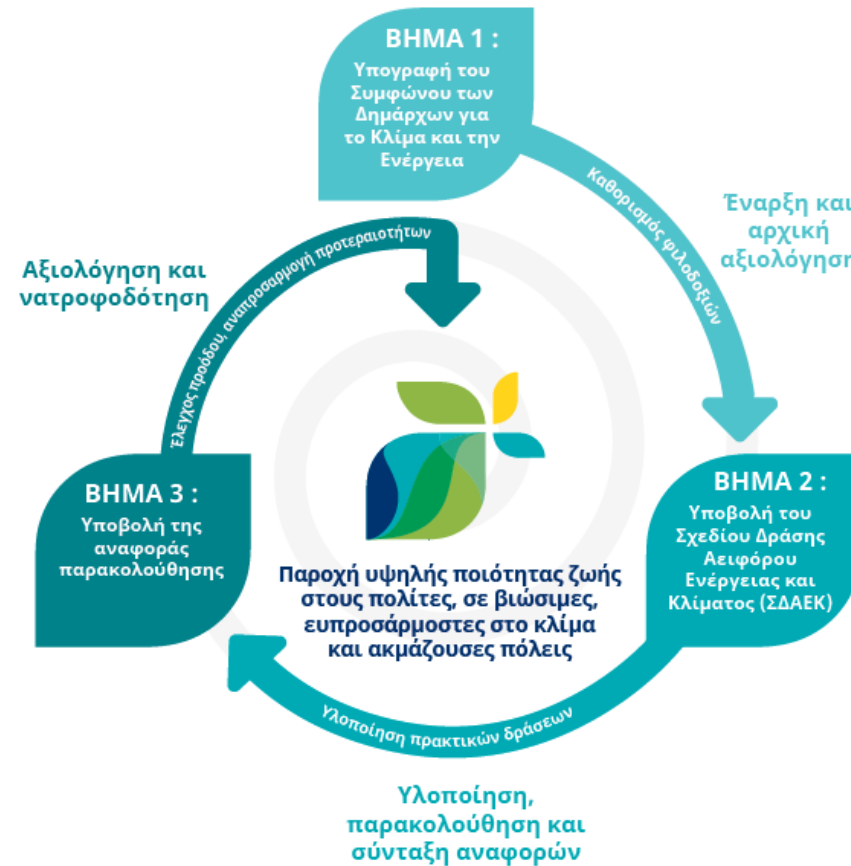 ΒΗΜΑ 1 :
Υπογραφή του
Συμφώνου των
Δημάρχων για
το Κλίμα και την
Ενέργεια
Καθορισμός φιλοδοξιών
Έναρξη και
αρχική
αξιολόγηση
ΒΗΜΑ 2 :
Υποβολή του
Σχεδίου Δράσης
Αειφόρου
Ενέργειας και
Κλίματος (ΣΔΑΕΚ)
Υλοποίηση πρακτικών δράσεων
Υλοποίηση,
παρακολούθηση και
σύνταξη αναφορών
ΒΗΜΑ 3 :
Υποβολή της
αναφοράς
παρακολούθησης
Έλεγχος προόδου, αναπροσαρμογή προτεραιοτήτων
Αξιολόγηση και
νατροφοδότηση
Παροχή υψηλής ποιότητας ζωής
στους πολίτες, σε βιώσιμες,
ευπροσάρμοστες στο κλίμα
και ακμάζουσες πόλεις